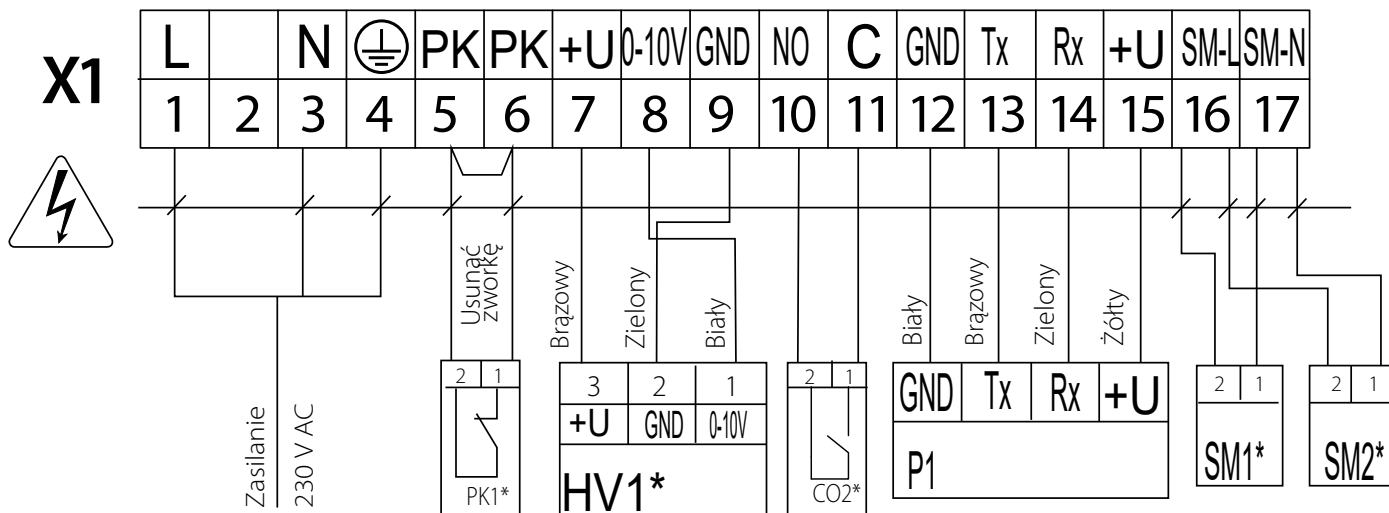 X1
L N PK PK +U 0-10V GND NO C GND Tx Rx +U SM-L SM-N
1 2 3 4 5 6 7 8 9 10 11 12 13 14 15 16 17
Zasilanie
230 V AC
Usunąć
zworkę
Brązowy
Zielony
Biały
Biały
Brązowy
Zielony
Żółty
2 1
PK1*
3 2 1
+U GND 0-10V
HV1*
2 1
CO2*
GND Tx Rx +U
P1
2 1
SM1*
2 1
SM2*